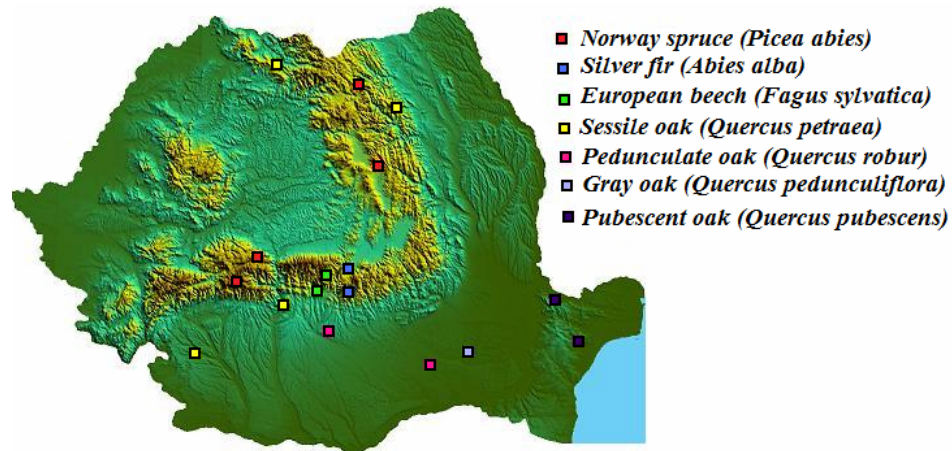 Norway spruce (Picea abies)
Silver fir (Abies alba)
European beech (Fagus sylvatica)
Sessile oak (Quercus petraea)
Pedunculate oak (Quercus robur)
Gray oak (Quercus pedunculiflora)
Pubescent oak (Quercus pubescens)